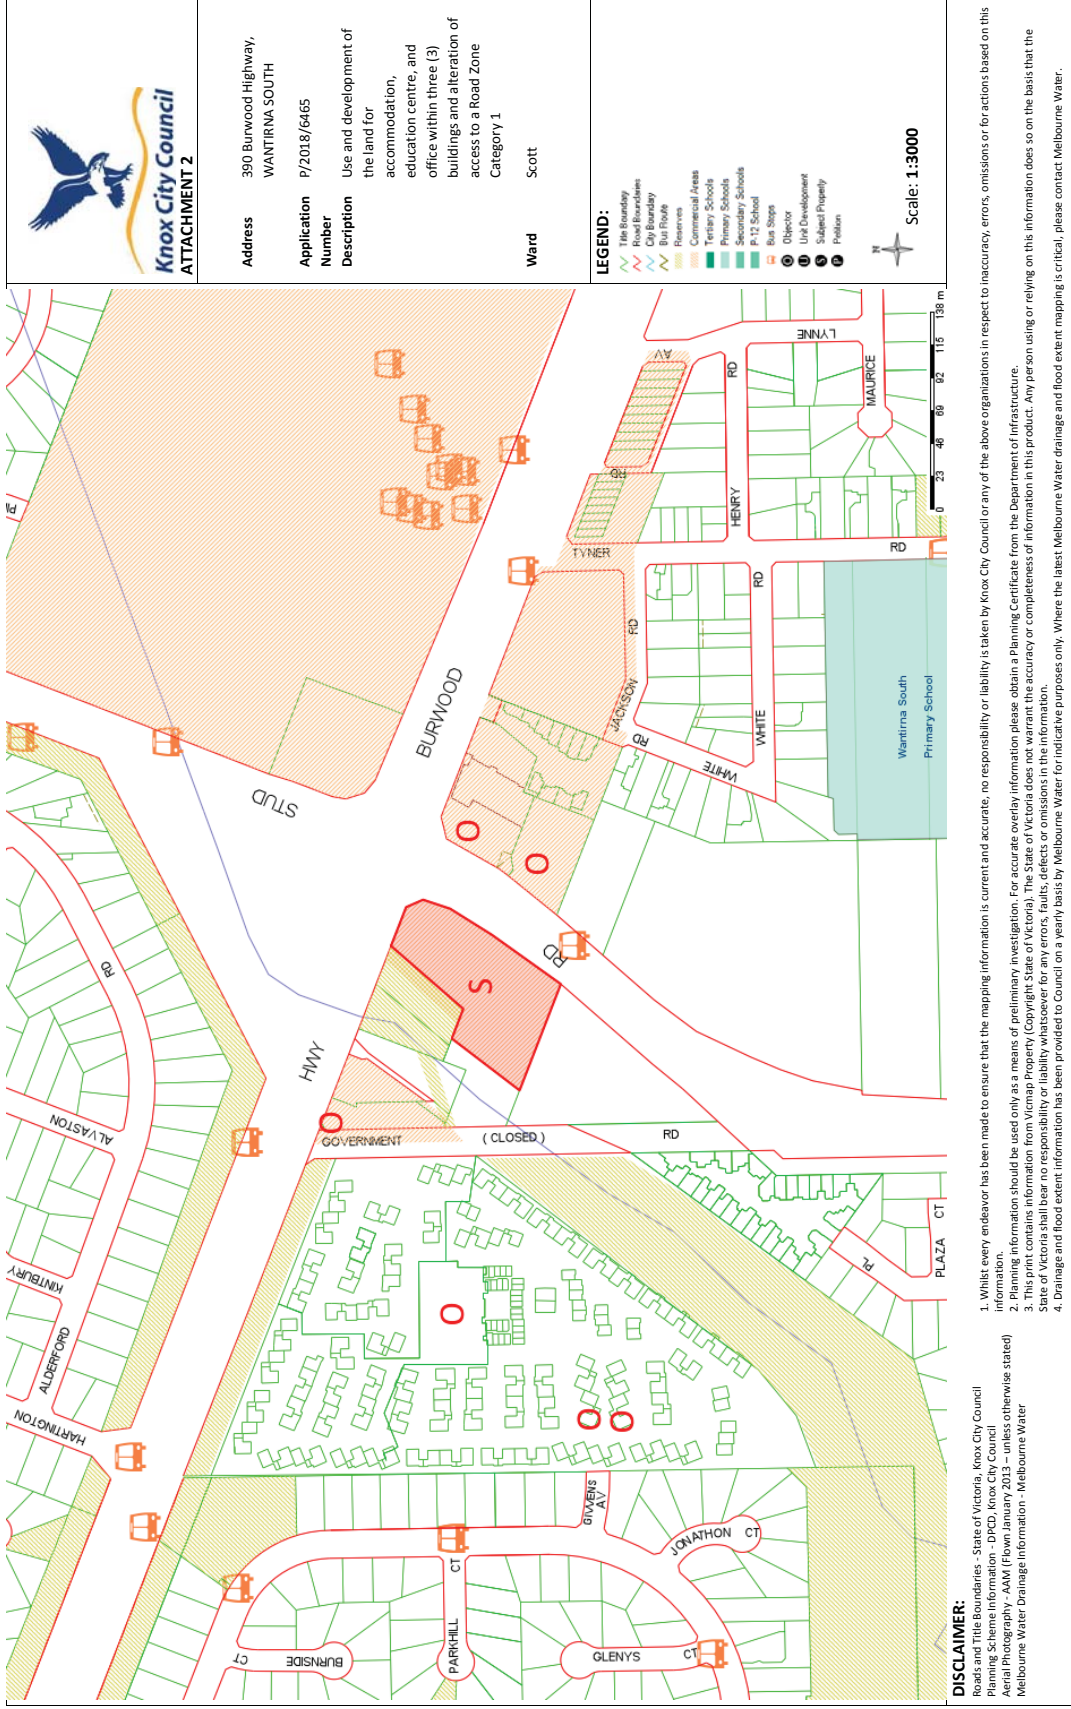 Knox City Council
ATTACHMENT 2
Address 390 Burwood Highway,
WANTIRNA SOUTH
Application P/2018/6465
Number
Description Use and development of
the land for
accommodation,
education centre, and
office within three (3)
buildings and alteration of
access to a Road Zone
Category 1
Ward Scott
LEGEND:
Title Boundary
Road Boundaries
City Boundary
Bus Route
Reserves
Commercial Areas
Tertiary Schools
Primary Schools
Secondary Schools
P-12 School
Bus Stops
O Objector
U Unit Development
S Subject Property
P Petition
N
Scale: 1:3000
HARTINGTON
ALDERFORD
KINTBURY
ALVASTON
RD
STUD
HWY
BURWOOD
RD
GOVERNMENT
(CLOSED)
RD
S
O
O
O
O
O
O
BURNSIDE
CT
PARKHILL
CT
GLENYS
CT
GIWENS
AV
JONATHON CT
PL
PLAZA CT
JACKSON
RD
WHITE
RD
WHITE
RD
TYNER
RD
HENRY
RD
RD
AV
LYNNE
MAURICE
Wantirna South
Primary School
0 23 46 69 92 115 138 m
DISCLAIMER:
Roads and Title Boundaries - State of Victoria, Knox City Council
Planning Scheme Information - DPCD, Knox City Council
Aerial Photography - AAM (Flown January 2013 – unless otherwise stated)
Melbourne Water Drainage Information - Melbourne Water
1. Whilst every endeavor has been made to ensure that the mapping information is current and accurate, no responsibility or liability is taken by Knox City Council or any of the above organizations in respect to inaccuracy, errors, omissions or for actions based on this
information.
2. Planning information should be used only as a means of preliminary investigation. For accurate overlay information please obtain a Planning Certificate from the Department of Infrastructure.
3. This print contains information from Vicmap Property (Copyright State of Victoria). The State of Victoria does not warrant the accuracy or completeness of information in this product. Any person using or relying on this information does so on the basis that the
State of Victoria shall bear no responsibility or liability whatsoever for any errors, faults, defects or omissions in the information.
4. Drainage and flood extent information has been provided to Council on a yearly basis by Melbourne Water for indicative purposes only. Where the latest Melbourne Water drainage and flood extent mapping is critical, please contact Melbourne Water.